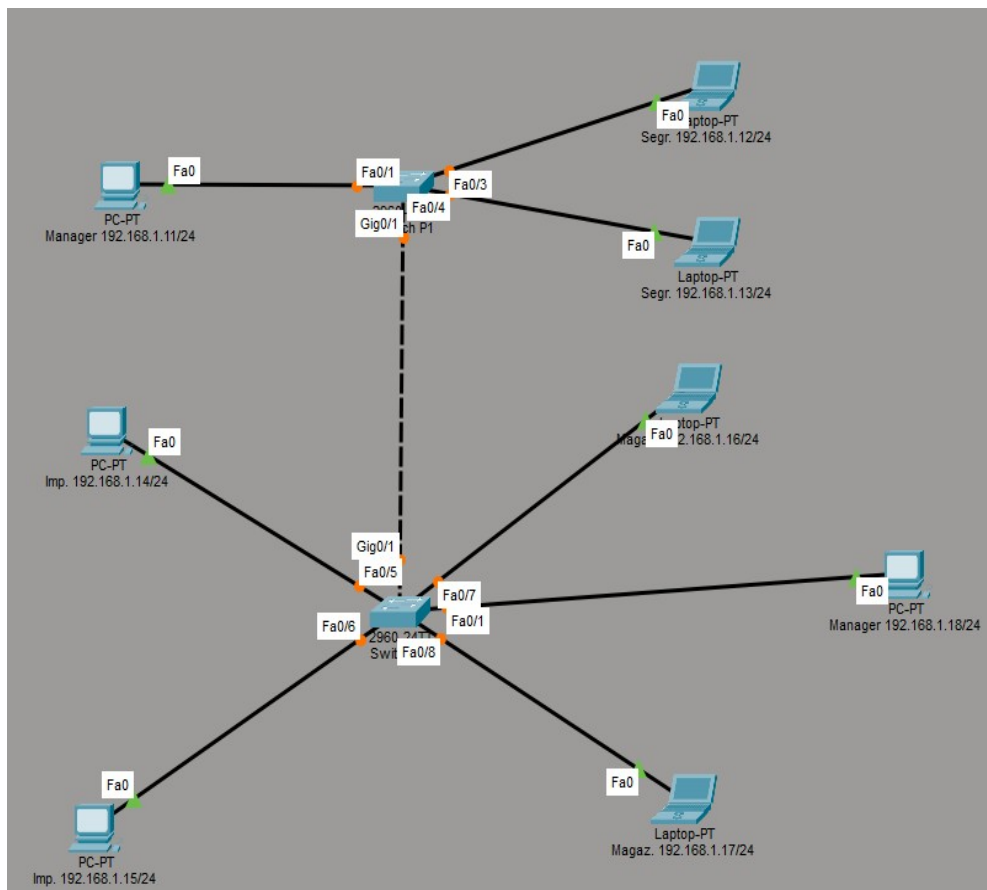 Fa0
Laptop-PT
Segr. 192.168.1.12/24
Fa0
Fa0/1
Fa0/3
Fa0/4
Gig0/1
P1
PC-PT
Manager 192.168.1.11/24
Fa0
Laptop-PT
Segr. 192.168.1.13/24
Fa0
PC-PT
Imp. 192.168.1.14/24
Fa0
Gig0/1
Fa0/5
Fa0/7
Fa0/1
Fa0/6
Fa0/8
Fa0
PC-PT
Manager 192.168.1.18/24
Fa0
PC-PT
Imp. 192.168.1.15/24
Fa0
Laptop-PT
Magaz. 192.168.1.17/24